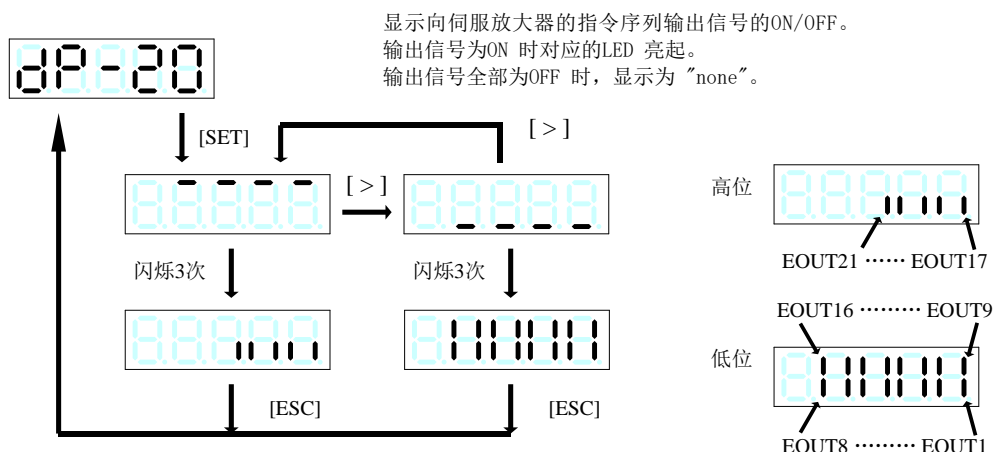 显示向伺服放大器的指令序列输出信号的ON/OFF。
输出信号为ON 时对应的LED 亮起。
输出信号全部为OFF 时，显示为 "none"。
dP-20
[SET]
[ > ]
[ > ]
闪烁3次
闪烁3次
[ESC]
[ESC]
高位
EOUT21 ······ EOUT17
EOUT16 ········· EOUT9
低位
EOUT8 ········· EOUT1